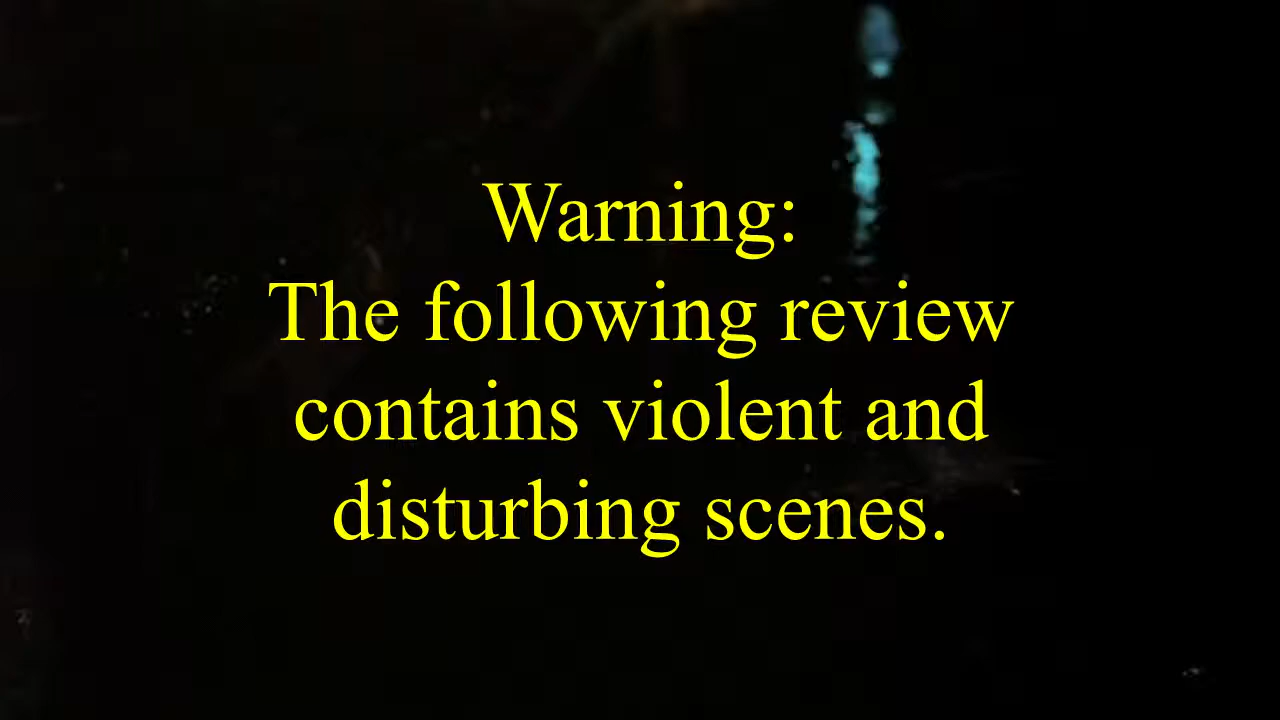 Warning:
The following review
contains violent and
disturbing scenes.